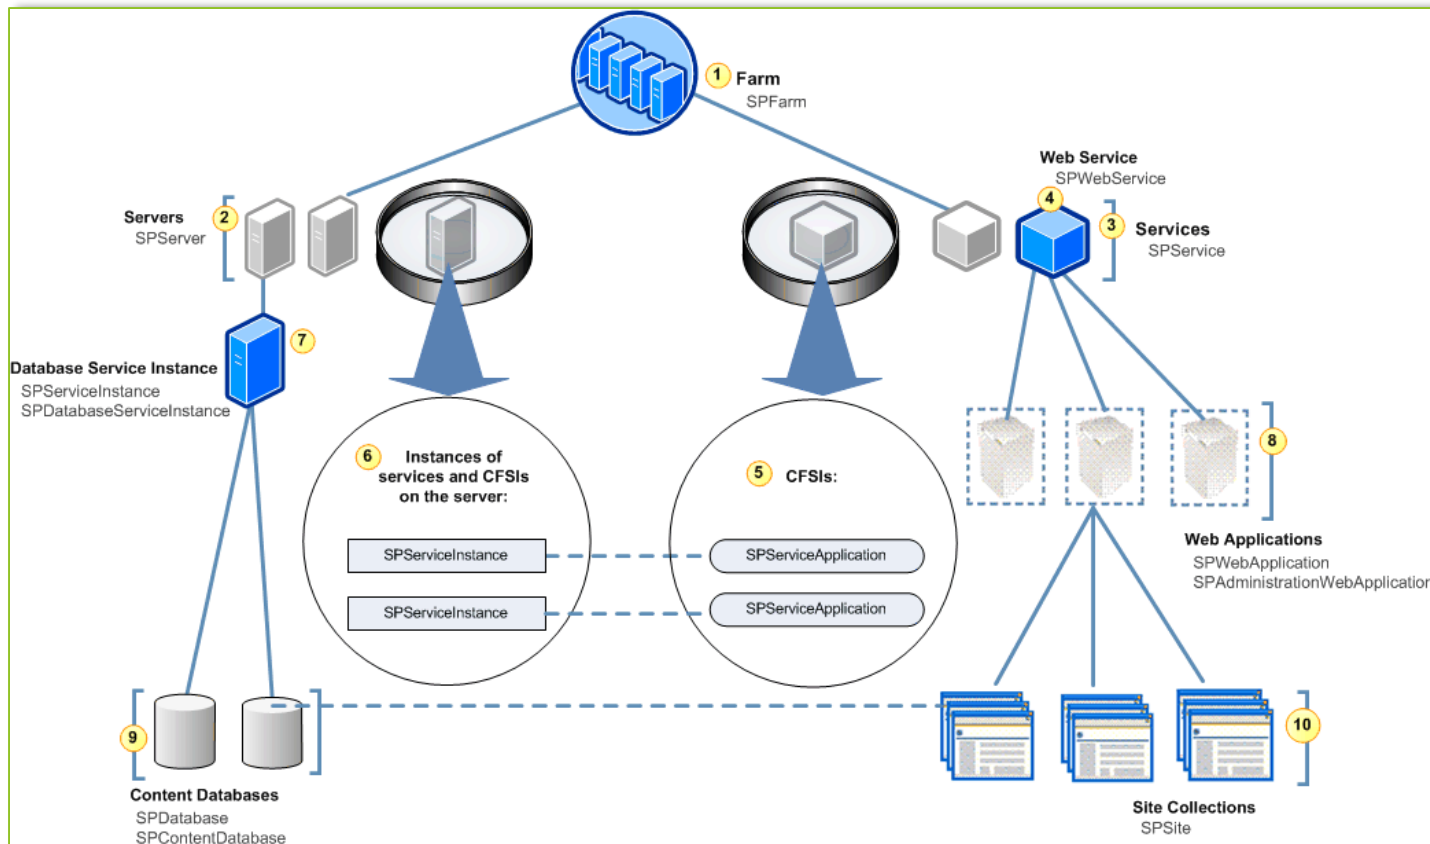 1
Farm
SPFarm
Web Service
SPWebService
4
Servers
SPServer
2
3
Services
SPService
7
Database Service Instance
SPServiceInstance
SPDatabaseServiceInstance
6
Instances of
services and CFSIs
on the server:
SPServiceInstance
SPServiceInstance
5
CFSIs:
SPServiceApplication
SPServiceApplication
8
Web Applications
SPWebApplication
SPAdministrationWebApplication
9
Content Databases
SPDatabase
SPContentDatabase
10
Site Collections
SPSite